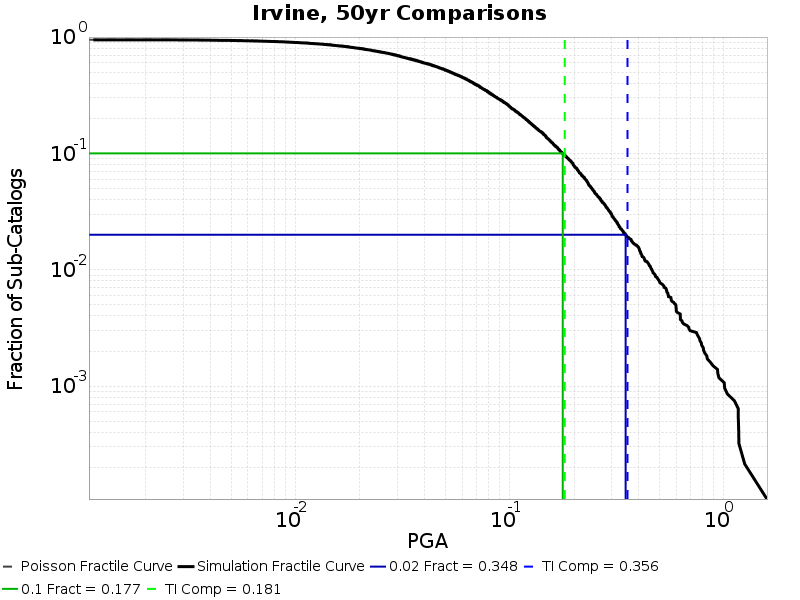 Irvine, 50yr Comparisons
10^0
10^-1
10^-2
10^-3
Fraction of Sub-Catalogs
10^-2 10^-1 10^0
PGA
Poisson Fractile Curve Simulation Fractile Curve 0.02 Fract = 0.348 TI Comp = 0.356
0.1 Fract = 0.177 TI Comp = 0.181